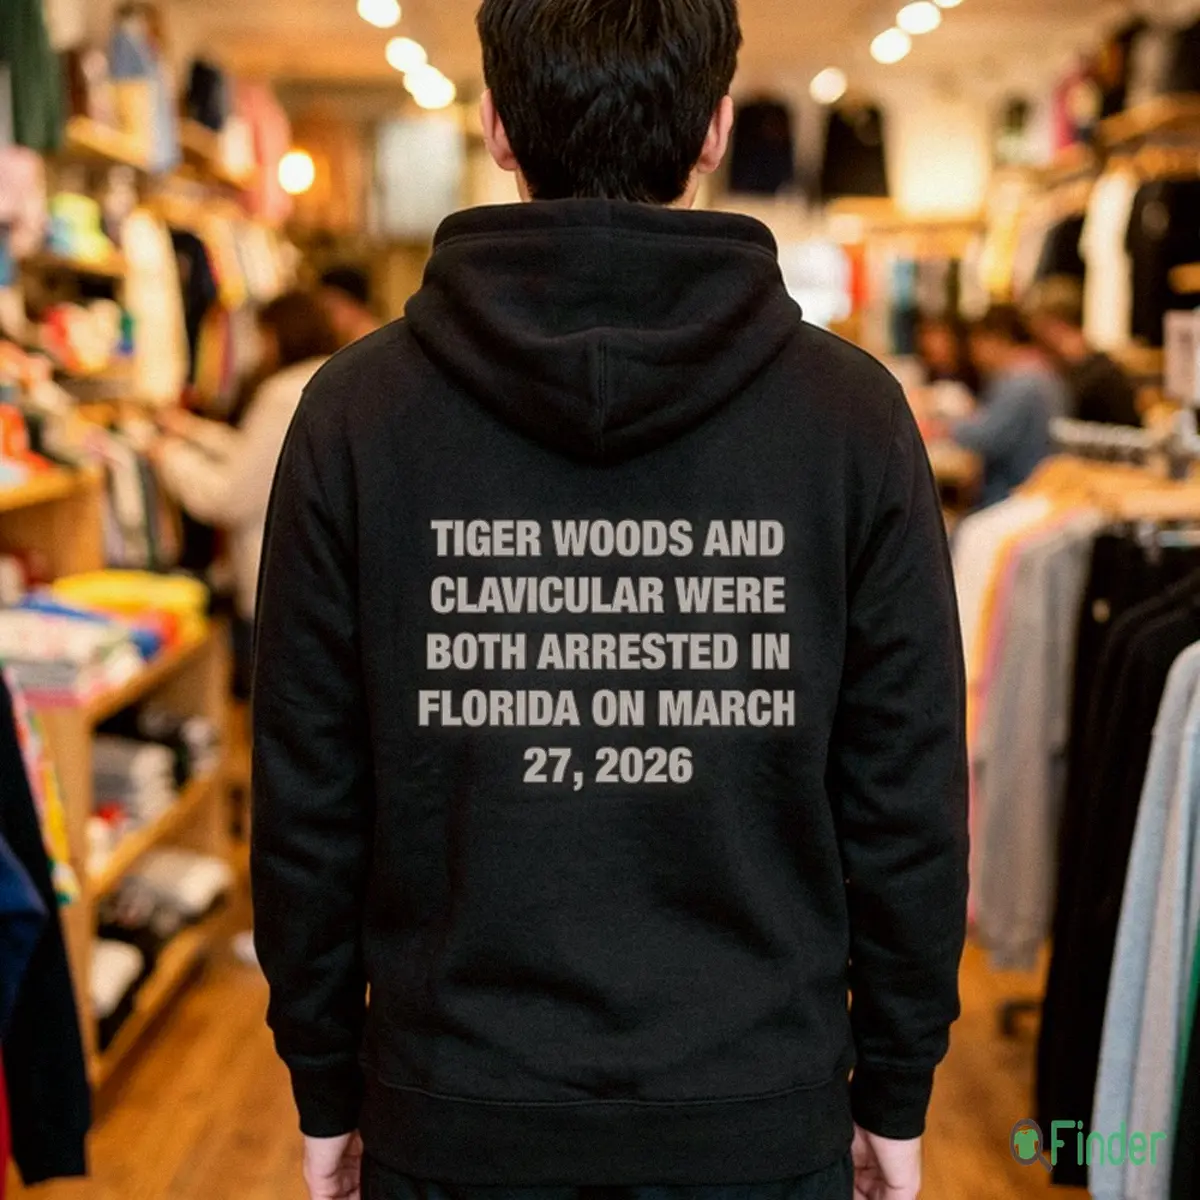 TIGER WOODS AND
CLAVICULAR WERE
BOTH ARRESTED IN
FLORIDA ON MARCH
27, 2026
Finder